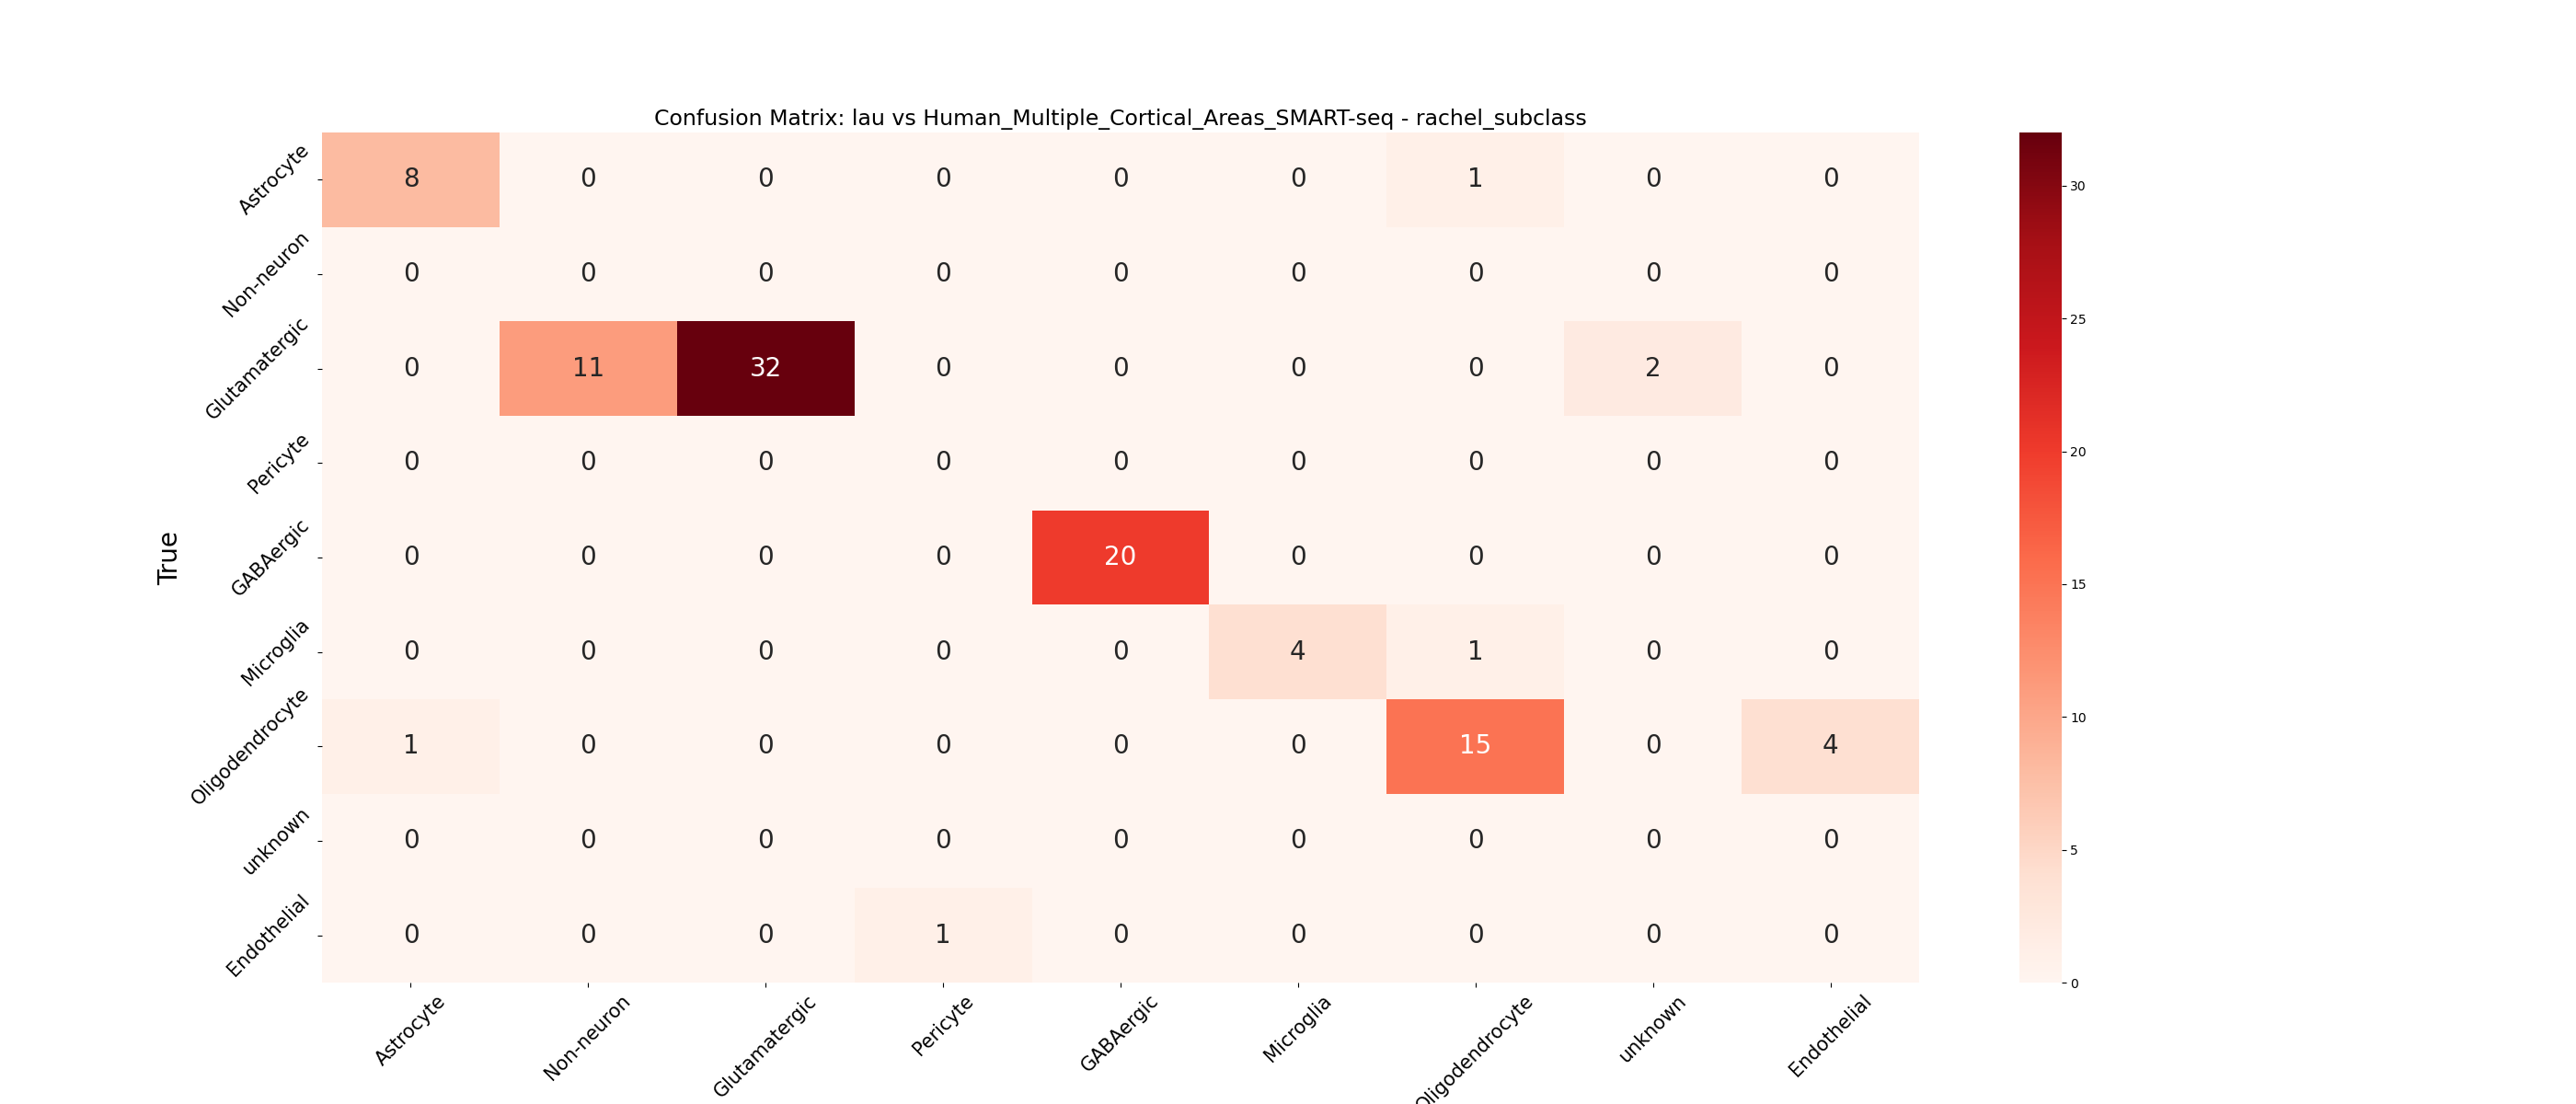 Confusion Matrix: lau vs Human_Multiple_Cortical_Areas_SMART-seq - rachel_subclass
True
Astrocyte 8 0 0 0 0 0 1 0 0
Non-neuron 0 0 0 0 0 0 0 0 0
Glutamatergic 0 11 32 0 0 0 0 2 0
Pericyte 0 0 0 0 0 0 0 0 0
GABAergic 0 0 0 0 20 0 0 0 0
Microglia 0 0 0 0 0 4 1 0 0
Oligodendrocyte 1 0 0 0 0 0 15 0 4
unknown 0 0 0 0 0 0 0 0 0
Endothelial 0 0 0 1 0 0 0 0 0
Astrocyte Non-neuron Glutamatergic Pericyte GABAergic Microglia Oligodendrocyte unknown Endothelial
30
25
20
15
10
5
0